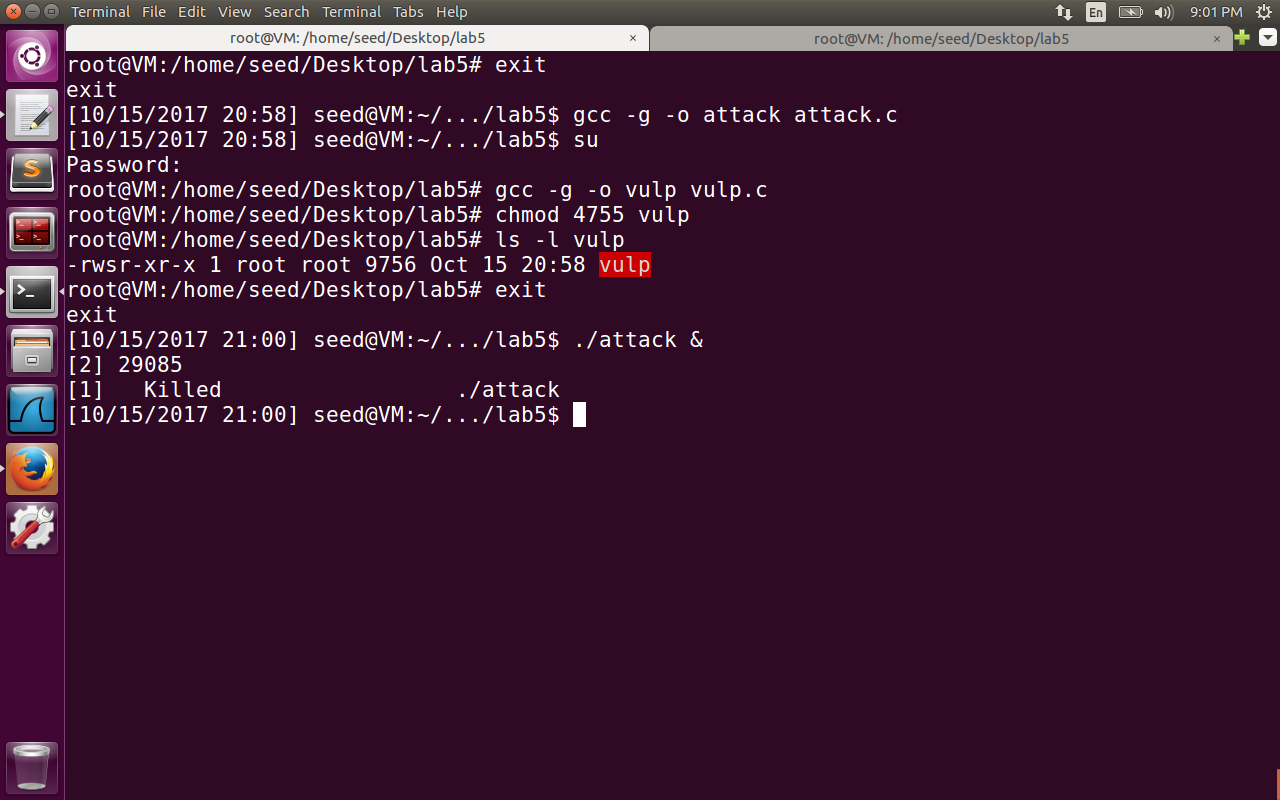 Terminal File Edit View Search Terminal Tabs Help En 9:01 PM
root@VM: /home/seed/Desktop/lab5 × root@VM: /home/seed/Desktop/lab5 ×
root@VM:/home/seed/Desktop/lab5# exit
exit
[10/15/2017 20:58] seed@VM:~/.../lab5$ gcc -g -o attack attack.c
[10/15/2017 20:58] seed@VM:~/.../lab5$ su
Password:
root@VM:/home/seed/Desktop/lab5# gcc -g -o vulp vulp.c
root@VM:/home/seed/Desktop/lab5# chmod 4755 vulp
root@VM:/home/seed/Desktop/lab5# ls -l vulp
-rwsr-xr-x 1 root root 9756 Oct 15 20:58 vulp
root@VM:/home/seed/Desktop/lab5# exit
exit
[10/15/2017 21:00] seed@VM:~/.../lab5$ ./attack &
[2] 29085
[1]   Killed                  ./attack
[10/15/2017 21:00] seed@VM:~/.../lab5$